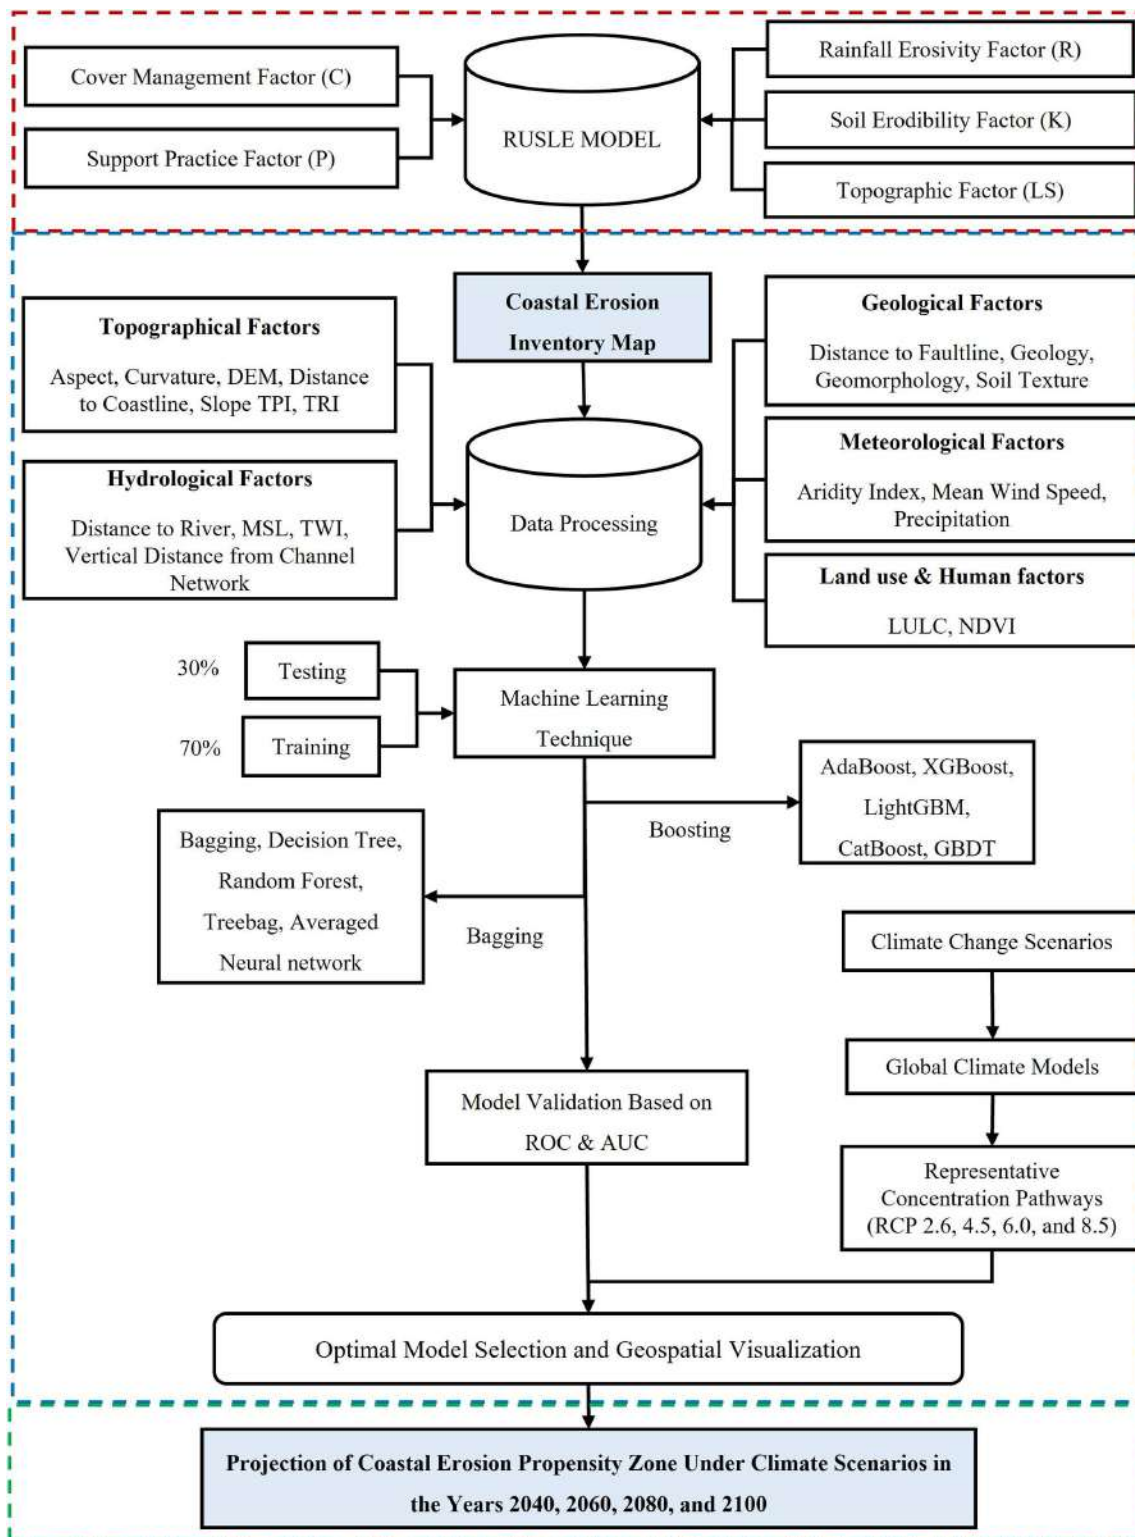 Cover Management Factor (C)
Support Practice Factor (P)
RUSLE MODEL
Rainfall Erosivity Factor (R)
Soil Erodibility Factor (K)
Topographic Factor (LS)
Coastal Erosion
Inventory Map
Topographical Factors
Aspect, Curvature, DEM, Distance
to Coastline, Slope TPI, TRI
Hydrological Factors
Distance to River, MSL, TWI,
Vertical Distance from Channel
Network
Data Processing
Geological Factors
Distance to Faultline, Geology,
Geomorphology, Soil Texture
Meteorological Factors
Aridity Index, Mean Wind Speed,
Precipitation
Land use & Human factors
LULC, NDVI
30%
Testing
70%
Training
Machine Learning
Technique
AdaBoost, XGBoost,
LightGBM,
CatBoost, GBDT
Boosting
Bagging, Decision Tree,
Random Forest,
Treebag, Averaged
Neural network
Bagging
Climate Change Scenarios
Global Climate Models
Representative
Concentration Pathways
(RCP 2.6, 4.5, 6.0, and 8.5)
Model Validation Based on
ROC & AUC
Optimal Model Selection and Geospatial Visualization
Projection of Coastal Erosion Propensity Zone Under Climate Scenarios in
the Years 2040, 2060, 2080, and 2100